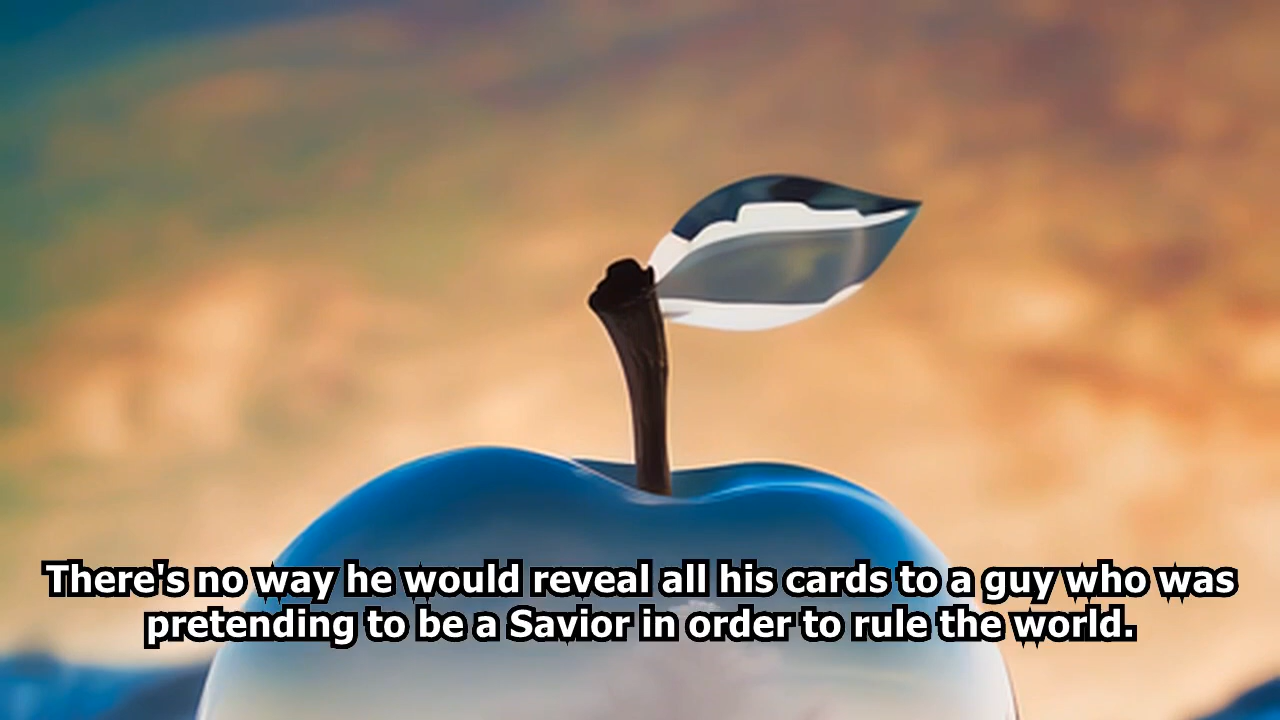 There's no way he would reveal all his cards to a guy who was
pretending to be a Savior in order to rule the world.